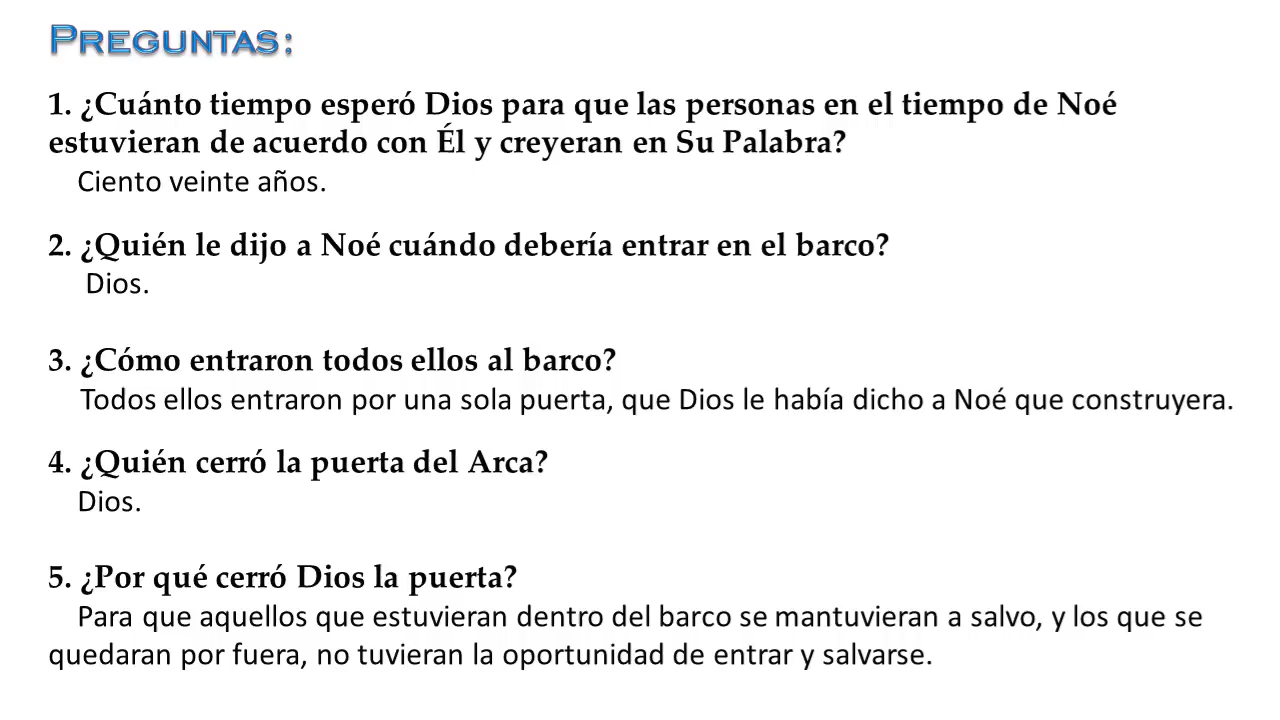 PREGUNTAS:
1. ¿Cuánto tiempo esperó Dios para que las personas en el tiempo de Noé
estuvieran de acuerdo con Él y creyeran en Su Palabra?
Ciento veinte años.
2. ¿Quién le dijo a Noé cuándo debería entrar en el barco?
Dios.
3. ¿Cómo entraron todos ellos al barco?
Todos ellos entraron por una sola puerta, que Dios le había dicho a Noé que construyera.
4. ¿Quién cerró la puerta del Arca?
Dios.
5. ¿Por qué cerró Dios la puerta?
Para que aquellos que estuvieran dentro del barco se mantuvieran a salvo, y los que se
quedaran por fuera, no tuvieran la oportunidad de entrar y salvarse.